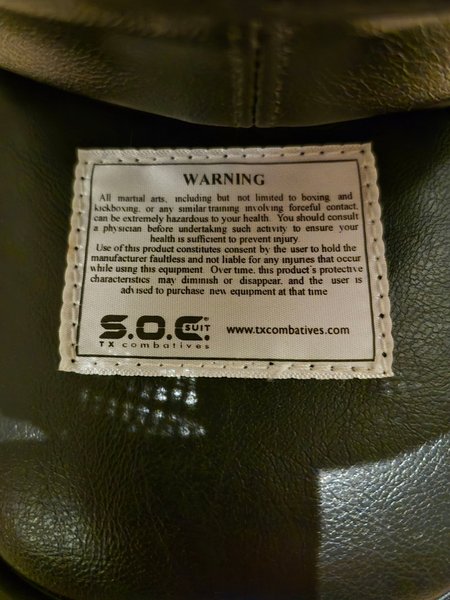 WARNING
All martial arts, including but not limited to boxing and
kickboxing, or any similar training involving forceful contact,
can be extremely hazardous to your health. You should consult
a physician before undertaking such activity to ensure your
health is sufficient to prevent injury
Use of this product constitutes consent by the user to hold the
manufacturer faultless and not liable for any injuries that occur
while using this equipment. Over time, this product's protective
characteristics may diminish or disappear, and the user is
advised to purchase new equipment at that time
S.O.C. SUIT www.txcombatives.com
TX combatives